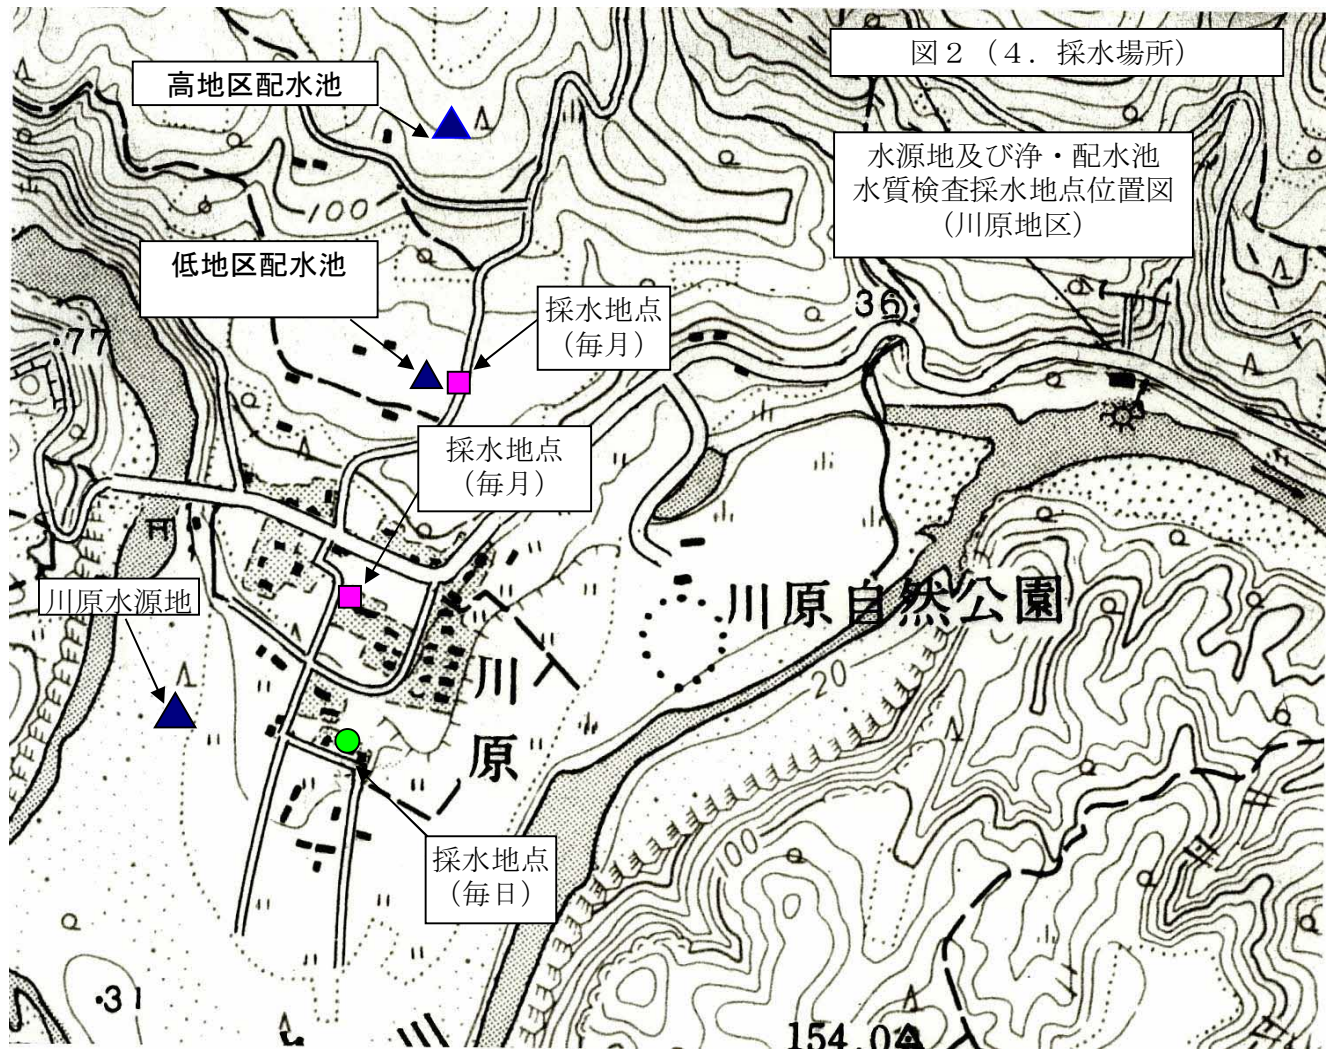 図2(4．採水場所)
高地区配水池
水源地及び浄・配水池
水質検査採水地点位置図
(川原地区)
100
低地区配水池
採水地点
(毎月)
36
・77
採水地点
(毎月)
川原水源地
川原自然公園
川原
20
採水地点
(毎日)
100
・31
154.0